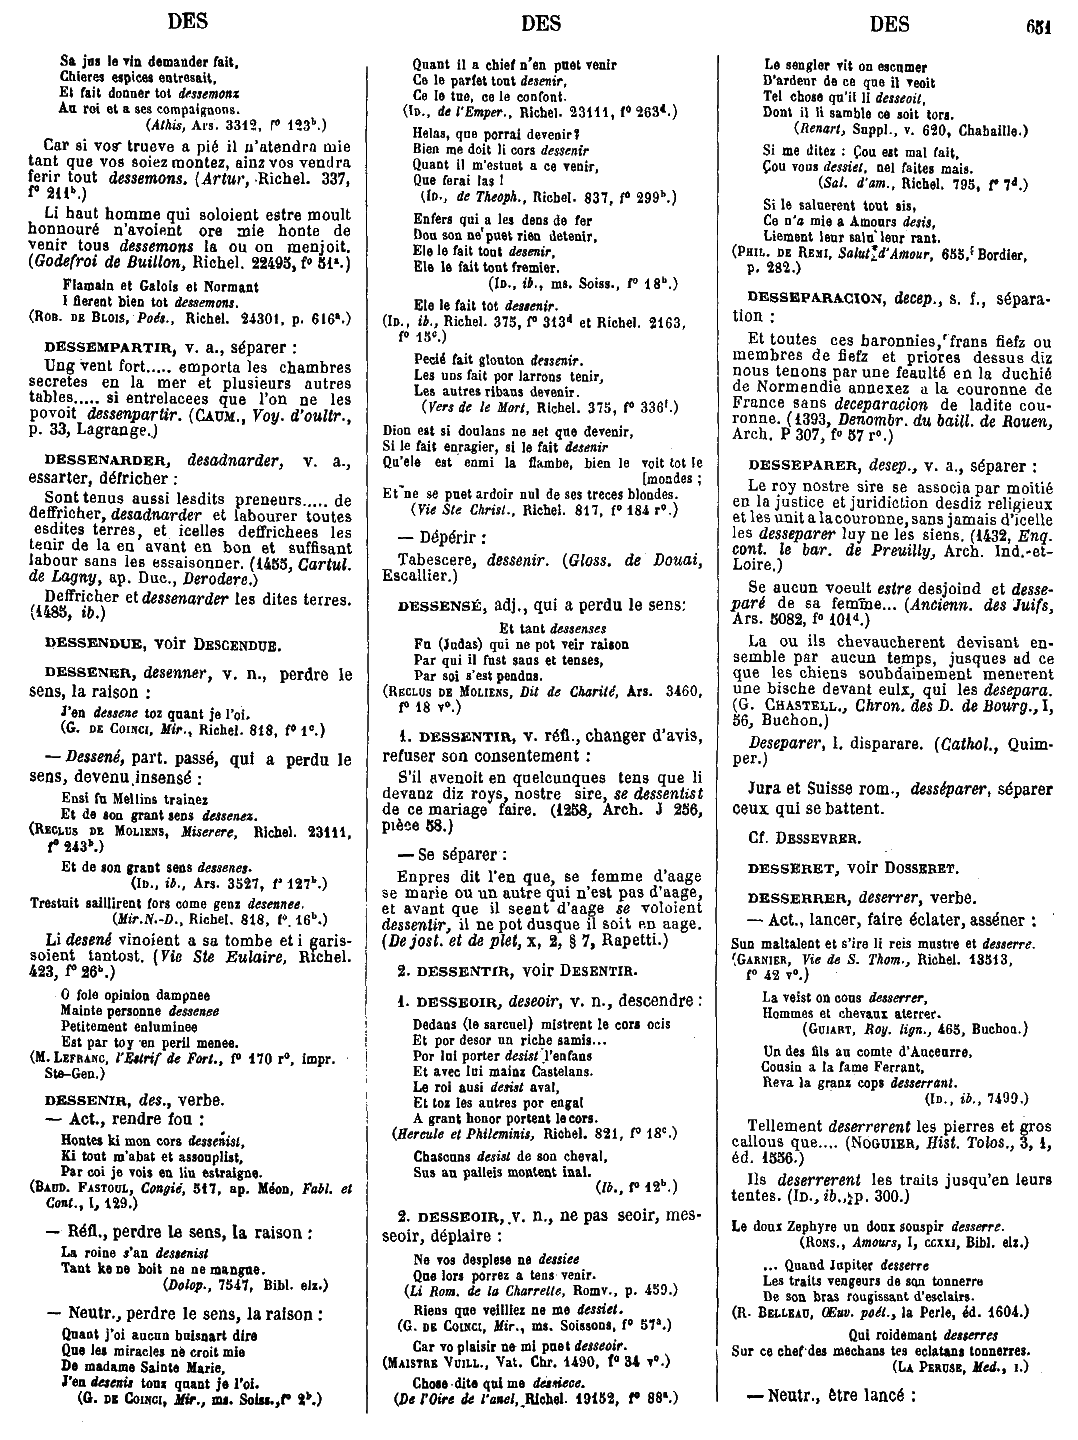 DES
DES
DES
651
Sa jus le vin demander fait,
Chieres espices entresait,
Et fait donner tot dessemonz
Au roi et a ses compaignons.
(Athis, Ars. 3312, f° 123b.)
Car si vos trueve a pié il n'atendra mie
tant que vos soiez montez, ainz vos vendra
ferir tout dessemons. (Artur, Richel. 337,
f° 211b.)
Li haut homme qui soloient estre moult
honnouré n'avoient ore mie honte de
venir tous dessemons la ou on menjoit.
(Godefroi de Buillon, Richel. 22495, f° 51a.)
Flamain et Galois et Normant
I fierent bien tot dessemons.
(ROB. DE BLOIS, Poés., Richel. 24301, p. 616a.)
DESSEMPARTIR, v. a., séparer :
Ung vent fort..... emporta les chambres
secretes en la mer et plusieurs autres
tables..... si entrelacees que l'on ne les
povoit dessenpartir. (CAUM., Voy. d'oultr.,
p. 33, Lagrange.)
DESSENARDER, desadnarder, v. a.,
essarter, défricher :
Sont tenus aussi lesdits preneurs..... de
deffricher, desadnarder et labourer toutes
esdites terres, et icelles deffrichees les
tenir de la en avant en bon et suffisant
labour sans les essaisonner. (1455, Cartul.
de Lagny, ap. Duc., Derodere.)
Deffricher et dessenarder les dites terres.
(1485, ib.)
DESSENDUE, voir DESCENDUE.
DESSENER, desenner, v. n., perdre le
sens, la raison :
J'en dessene toz quant je l'oi.
(G. DE COINCI, Mir., Richel. 818, f° 1c.)
— Dessené, part. passé, qui a perdu le
sens, devenu insensé :
Ensi fu Mellins trainez
Et de son grant sens dessenez.
(RECLUS DE MOLIENS, Miserere, Richel. 23111,
f° 243b.)
Et de son grant sens dessenes.
(ID., ib., Ars. 3527, f° 127b.)
Trestuit saillirent fors come genz desennee.
(Mir. N.-D., Richel. 818, f° 16b.)
Li desené vinoient a sa tombe et i garis-
soient tantost. (Vie Ste Eulaire, Richel.
423, f° 26b.)
O fole opinion dampnee
Mainte personne dessenee
Petitement enluminee
Est par toy en peril menee.
(M. LEFRANC, l'Estrif de Fort., f° 170 r°, impr.
Ste-Gen.)
DESSENIR, des., verbe.
— Act., rendre fou :
Hontes ki mon cors dessenist,
Ki tout m'abat et assouplist,
Par coi je vois en liu estraigne.
(BAUD. FASTOUL, Congié, 517, ap. Méon, Fabl. et
Cont., I, 129.)
— Réfl., perdre le sens, la raison :
La roine s'an dessenist
Tant ke ne boit ne ne mangue.
(Dolop., 7547, Bibl. elz.)
— Neutr., perdre le sens, la raison :
Quant j'oi aucun buisnart dire
Que les miracles ne croit mie
De madame Sainte Marie,
J'en desenis tous quant je l'oi.
(G. DE COINCI, Mir., ms. Soiss., f° 2b.)
Quant il a chief n'en puet venir
Ce le parfet tout desenir,
Ce le tue, ce le confont.
(ID., de l'Emper., Richel. 23111, f° 263d.)
Helas, que porrai devenir?
Bien me doit li cors dessenir
Quant il m'estuet a ce venir,
Que ferai las !
(ID., de Theoph., Richel. 837, f° 299b.)
Enfers qui a les dens de fer
Dou son ne puet rien detenir,
Ele le fait tout desenir,
Ele le fait tout fremier.
(ID., ib., ms. Soiss., f° 18b.)
Ele le fait tot dessenir.
(ID., ib., Richel. 375, f° 313d et Richel. 2163,
f° 15c.)
Pecié fait glouton dessenir.
Les uns fait por larrons tenir,
Les autres ribaus devenir.
(Vers de le Mort, Richel. 375, f° 336f.)
Dion est si doulans ne set que devenir,
Si le fait enragier, si le fait desenir
Qu'ele est enmi la flambe, bien le voit tot le
[mondes ;
Et ne se puet ardoir nul de ses treces blondes.
(Vie Ste Christ., Richel. 817, f° 184 r°.)
— Dépérir :
Tabescere, dessenir. (Gloss. de Douai,
Escallier.)
DESSENSÉ, adj., qui a perdu le sens:
Et tant dessenses
Fu (Judas) qui ne pot veir raison
Par qui il fust saus et tenses,
Par soi s'est pendus.
(RECLUS DE MOLIENS, Dit de Charité, Ars. 3460,
f° 18 v°.)
1. DESSENTIR, v. réfl., changer d'avis,
refuser son consentement :
S'il avenoit en quelcunques tens que li
devanz diz roys, nostre sire, se dessentist
de ce mariage faire. (1258, Arch. J 256,
pièce 58.)
— Se séparer :
Enpres dit l'en que, se femme d'aage
se marie ou un autre qui n'est pas d'aage,
et avant que il seent d'aage se voloient
dessentir, il ne pot dusque il soit en aage.
(De jost. et de plet, x, 2, § 7, Rapetti.)
2. DESSENTIR, voir DESENTIR.
1. DESSEOIR, deseoir, v. n., descendre :
Dedans (le sarcuel) mistrent le cors ocis
Et por desor un riche samis...
Por lui porter desist l'enfans
Et avec lui mainz Castelans.
Le roi ausi desist aval,
Et toz les autres por engal
A grant honor portent le cors.
(Hercule et Phileminis, Richel. 821, f° 18c.)
Chascuns desist de son cheval,
Sus au palleis montent inal.
(Ib., f° 12b.)
2. DESSEOIR, v. n., ne pas seoir, mes-
seoir, déplaire :
Ne vos desplese ne dessiee
Que lors porrez a tens venir.
(Li Rom. de la Charrette, Romv., p. 459.)
Riens que veilliez ne me dessiet.
(G. DE COINCI, Mir., ms. Soissons, f° 57a.)
Car vo plaisir ne mi puet desseoir.
(MAISTRE VUILL., Vat. Chr. 1490, f° 34 v°.)
Chose dite qui me dessiece.
(De l'Oire de l'anel, Richel. 19152, f° 88a.)
Le sengler vit on escumer
D'ardeur de ce que il veoit
Tel chose qu'il li desseoit,
Dont il li samble ce soit tors.
(Renart, Suppl., v. 620, Chabaille.)
Si me ditez : Çou est mal fait,
Çou vous dessiet, nel faites mais.
(Sal. d'am., Richel. 795, f° 7d.)
Si le saluerent tout sis,
Ce n'a mie a Amours desis,
Liement leur salu leur rant.
(PHIL. DE REMI, Salut d'Amour, 655, Bordier,
p. 282.)
DESSEPARACION, decep., s. f., sépara-
tion :
Et toutes ces baronnies, frans fiefz ou
membres de fiefz et priores dessus diz
nous tenons par une feaulté en la duchié
de Normendie annexez a la couronne de
France sans deceparacion de ladite cou-
ronne. (1393, Denombr. du baill. de Rouen,
Arch. P 307, f° 57 r°.)
DESSEPARER, desep., v. a., séparer :
Le roy nostre sire se associa par moitié
en la justice et juridiction desdiz religieux
et les unit a la couronne, sans jamais d'icelle
les desseparer luy ne les siens. (1432, Enq.
cont. le bar. de Preuilly, Arch. Ind.-et-
Loire.)
Se aucun voeult estre desjoind et desse-
paré de sa femme... (Ancienn. des Juifs,
Ars. 5082, f° 101d.)
La ou ils chevaucherent devisant en-
semble par aucun temps, jusques ad ce
que les chiens soubdainement menerent
une bische devant eulx, qui les desepara.
(G. CHASTELL., Chron. des D. de Bourg., I,
56, Buchon.)
Deseparer, l. disparare. (Cathol., Quim-
per.)
Jura et Suisse rom., desséparer, séparer
ceux qui se battent.
Cf. DESSEVRER.
DESSERET, voir DOSSERET.
DESSERRER, deserrer, verbe.
— Act., lancer, faire éclater, asséner :
Sun maltalent et s'ire li reis mustre et desserre.
(GARNIER, Vie de S. Thom., Richel. 13513,
f° 42 v°.)
La veist on cous desserrer,
Hommes et chevaux aterrer.
(GUIART, Roy. lign., 465, Buchon.)
Un des fils au comte d'Auceurre,
Cousin a la fame Ferrant,
Reva la granz cops desserrant.
(ID., ib., 7499.)
Tellement deserrerent les pierres et gros
callous que.... (NOGUIER, Hist. Tolos., 3, 1,
éd. 1556.)
Ils deserrerent les traits jusqu'en leurs
tentes. (ID., ib., p. 300.)
Le doux Zephyre un doux souspir desserre.
(RONS., Amours, I, CCXXI, Bibl. elz.)
... Quand Jupiter desserre
Les traits vengeurs de son tonnerre
De son bras rougissant d'esclairs.
(R. BELLEAU, Œuv. poét., la Perle, éd. 1604.)
Qui roidemant desserres
Sur ce chef des mechans tes eclatans tonnerres.
(LA PERUSE, Med., I.)
— Neutr., être lancé :